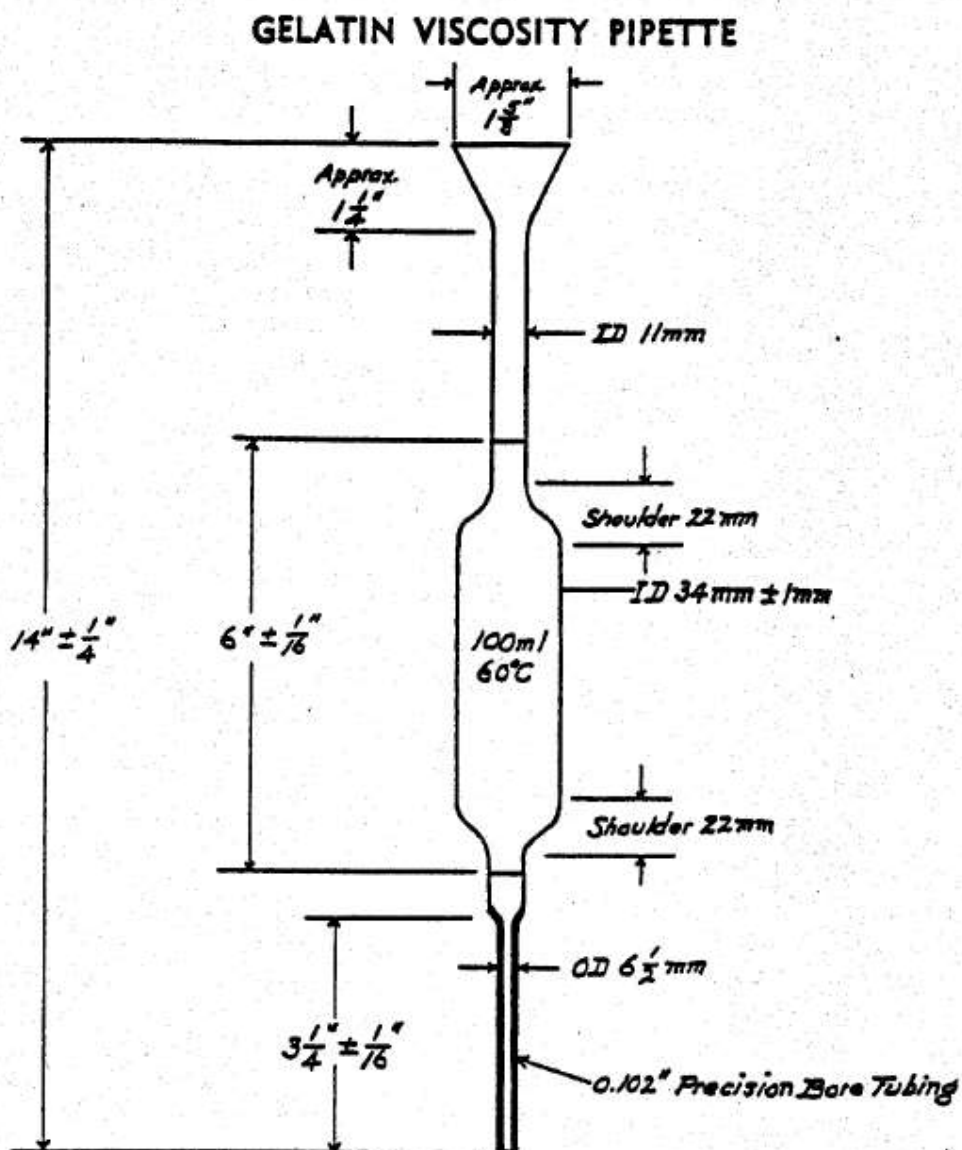 GELATIN VISCOSITY PIPETTE
Approx
1 5/8"
Approx.
1 1/4"
ID 11mm
Shoulder 22mm
ID 34mm ± 1mm
14" ± 1/4"
6" ± 1/16"
100ml
60°C
Shoulder 22mm
OD 6 1/2 mm
3 1/4" ± 1/16"
0.102" Precision Bore Tubing